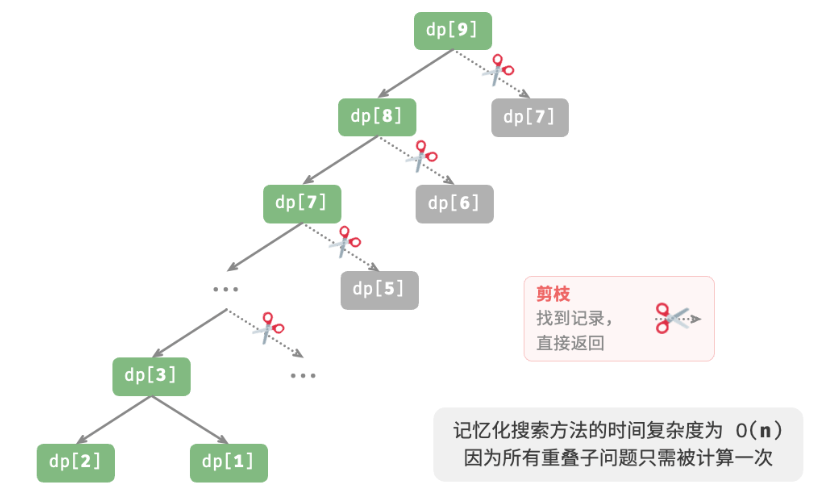 dp[9]
dp[8]
dp[7]
dp[7]
dp[6]
...
dp[5]
剪枝
找到记录，
直接返回
dp[3]
...
dp[2]
dp[1]
记忆化搜索方法的时间复杂度为 O(n)
因为所有重叠子问题只需被计算一次